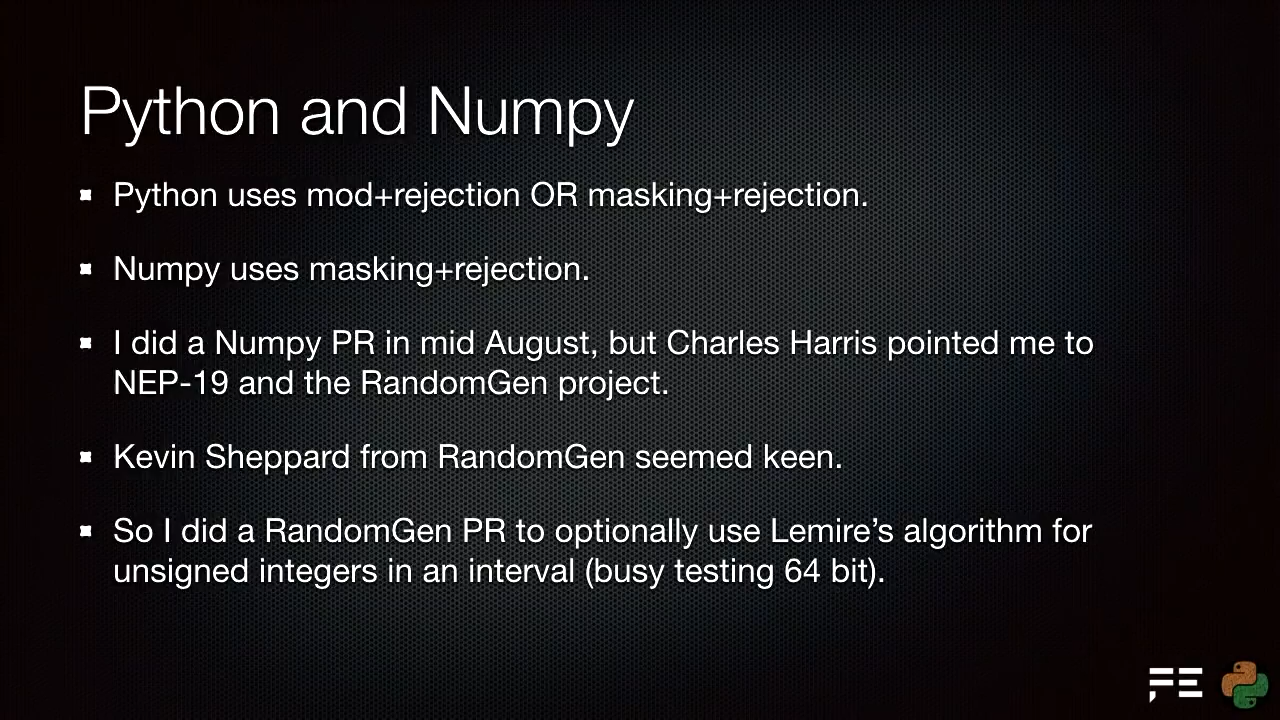 Python and Numpy
Python uses mod+rejection OR masking+rejection.
Numpy uses masking+rejection.
I did a Numpy PR in mid August, but Charles Harris pointed me to
NEP-19 and the RandomGen project.
Kevin Sheppard from RandomGen seemed keen.
So I did a RandomGen PR to optionally use Lemire’s algorithm for
unsigned integers in an interval (busy testing 64 bit).
FE